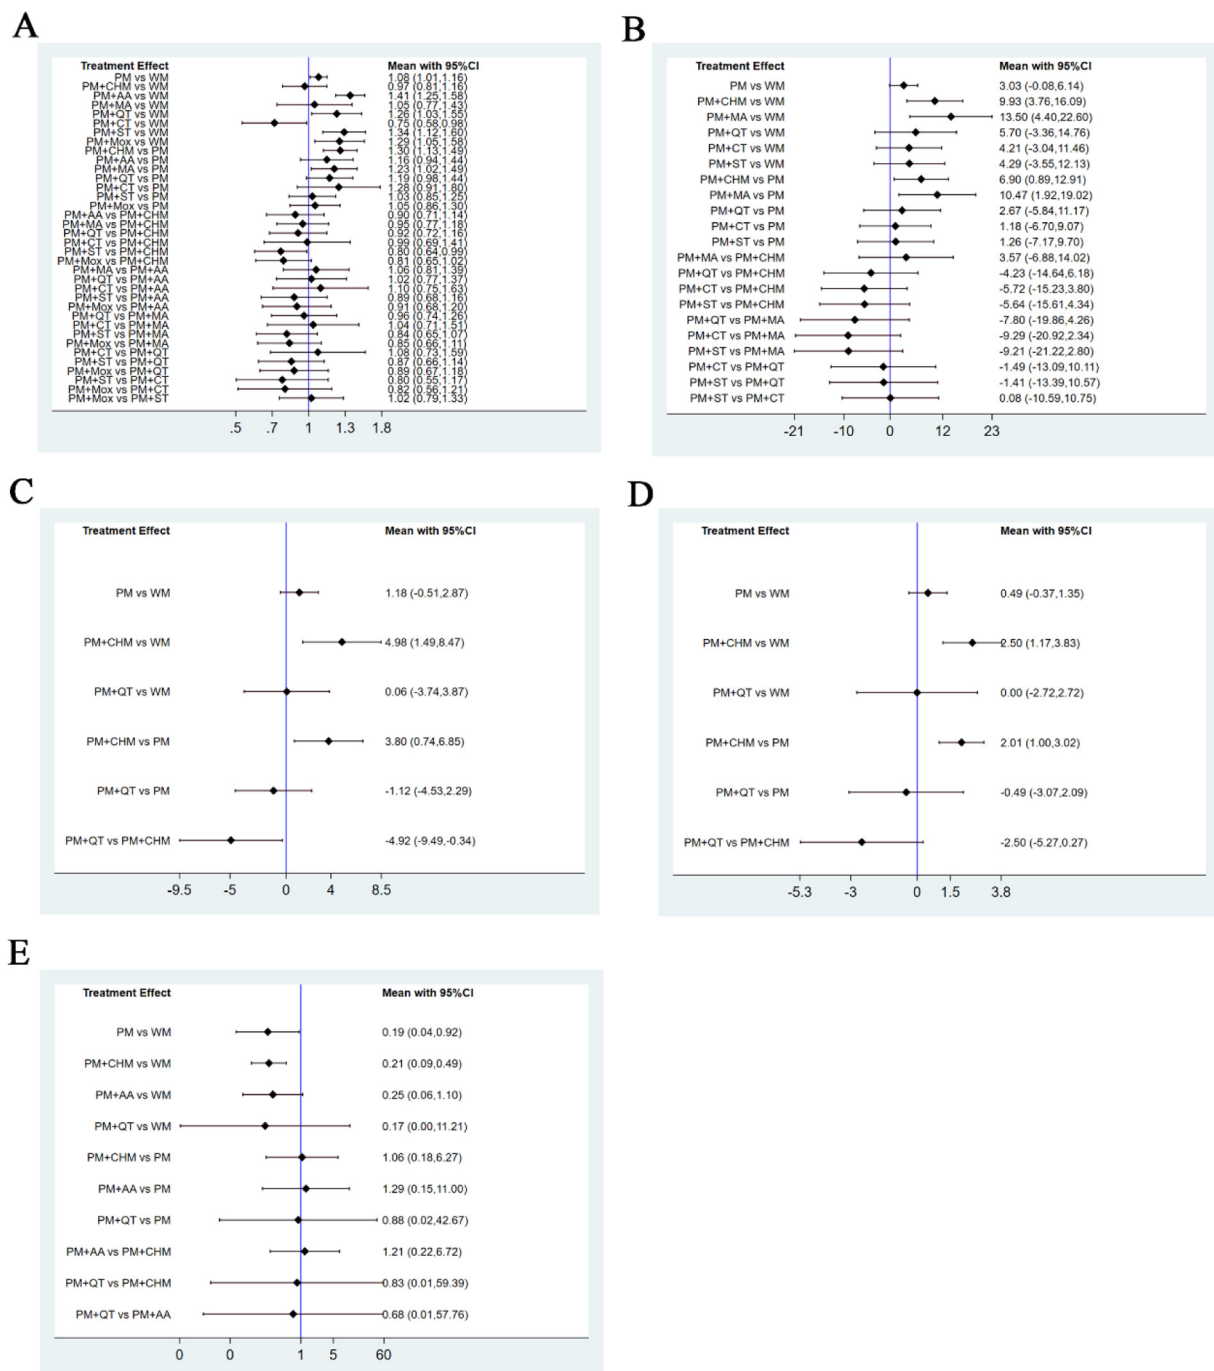 A
Treatment Effect Mean with 95%CI
PM vs WM 1.08 (1.01,1.16)
PM+CHM vs WM 0.97 (0.81,1.16)
PM+AA vs WM 1.41 (1.25,1.58)
PM+MA vs WM 1.05 (0.77,1.43)
PM+QT vs WM 1.26 (1.03,1.55)
PM+CT vs WM 0.75 (0.58,0.98)
PM+ST vs WM 1.34 (1.12,1.60)
PM+Mox vs WM 1.29 (1.05,1.58)
PM+CHM vs PM 1.30 (1.13,1.49)
PM+AA vs PM 1.16 (0.94,1.44)
PM+MA vs PM 1.23 (1.02,1.49)
PM+QT vs PM 1.19 (0.98,1.44)
PM+CT vs PM 1.28 (0.91,1.80)
PM+ST vs PM 1.03 (0.85,1.25)
PM+Mox vs PM 1.05 (0.86,1.30)
PM+AA vs PM+CHM 0.90 (0.71,1.14)
PM+MA vs PM+CHM 0.95 (0.77,1.18)
PM+QT vs PM+CHM 0.92 (0.72,1.16)
PM+CT vs PM+CHM 0.99 (0.69,1.41)
PM+ST vs PM+CHM 0.80 (0.64,0.99)
PM+Mox vs PM+CHM 0.81 (0.65,1.02)
PM+MA vs PM+AA 1.06 (0.81,1.39)
PM+QT vs PM+AA 1.02 (0.77,1.37)
PM+CT vs PM+AA 1.10 (0.75,1.63)
PM+ST vs PM+AA 0.89 (0.68,1.16)
PM+Mox vs PM+AA 0.91 (0.68,1.20)
PM+QT vs PM+MA 0.96 (0.74,1.26)
PM+CT vs PM+MA 1.04 (0.71,1.51)
PM+ST vs PM+MA 0.84 (0.65,1.07)
PM+Mox vs PM+MA 0.85 (0.66,1.11)
PM+CT vs PM+QT 1.08 (0.73,1.59)
PM+ST vs PM+QT 0.87 (0.66,1.14)
PM+Mox vs PM+QT 0.89 (0.67,1.18)
PM+ST vs PM+CT 0.80 (0.55,1.17)
PM+Mox vs PM+CT 0.82 (0.56,1.21)
PM+Mox vs PM+ST 1.02 (0.79,1.33)
.5 .7 1 1.3 1.8
B
Treatment Effect Mean with 95%CI
PM vs WM 3.03 (-0.08,6.14)
PM+CHM vs WM 9.93 (3.76,16.09)
PM+MA vs WM 13.50 (4.40,22.60)
PM+QT vs WM 5.70 (-3.36,14.76)
PM+CT vs WM 4.21 (-3.04,11.46)
PM+ST vs WM 4.29 (-3.55,12.13)
PM+CHM vs PM 6.90 (0.89,12.91)
PM+MA vs PM 10.47 (1.92,19.02)
PM+QT vs PM 2.67 (-5.84,11.17)
PM+CT vs PM 1.18 (-6.70,9.07)
PM+ST vs PM 1.26 (-7.17,9.70)
PM+MA vs PM+CHM 3.57 (-6.88,14.02)
PM+QT vs PM+CHM -4.23 (-14.64,6.18)
PM+CT vs PM+CHM -5.72 (-15.23,3.80)
PM+ST vs PM+CHM -5.64 (-15.61,4.34)
PM+QT vs PM+MA -7.80 (-19.86,4.26)
PM+CT vs PM+MA -9.29 (-20.92,2.34)
PM+ST vs PM+MA -9.21 (-21.22,2.80)
PM+CT vs PM+QT -1.49 (-13.09,10.11)
PM+ST vs PM+QT -1.41 (-13.39,10.57)
PM+ST vs PM+CT 0.08 (-10.59,10.75)
-21 -10 0 12 23
C
Treatment Effect Mean with 95%CI
PM vs WM 1.18 (-0.51,2.87)
PM+CHM vs WM 4.98 (1.49,8.47)
PM+QT vs WM 0.06 (-3.74,3.87)
PM+CHM vs PM 3.80 (0.74,6.85)
PM+QT vs PM -1.12 (-4.53,2.29)
PM+QT vs PM+CHM -4.92 (-9.49,-0.34)
-9.5 -5 0 4 8.5
D
Treatment Effect Mean with 95%CI
PM vs WM 0.49 (-0.37,1.35)
PM+CHM vs WM 2.50 (1.17,3.83)
PM+QT vs WM 0.00 (-2.72,2.72)
PM+CHM vs PM 2.01 (1.00,3.02)
PM+QT vs PM -0.49 (-3.07,2.09)
PM+QT vs PM+CHM -2.50 (-5.27,0.27)
-5.3 -3 0 1.5 3.8
E
Treatment Effect Mean with 95%CI
PM vs WM 0.19 (0.04,0.92)
PM+CHM vs WM 0.21 (0.09,0.49)
PM+AA vs WM 0.25 (0.06,1.10)
PM+QT vs WM 0.17 (0.00,11.21)
PM+CHM vs PM 1.06 (0.18,6.27)
PM+AA vs PM 1.29 (0.15,11.00)
PM+QT vs PM 0.88 (0.02,42.67)
PM+AA vs PM+CHM 1.21 (0.22,6.72)
PM+QT vs PM+CHM 0.83 (0.01,59.39)
PM+QT vs PM+AA 0.68 (0.01,57.76)
0 0 1 5 60